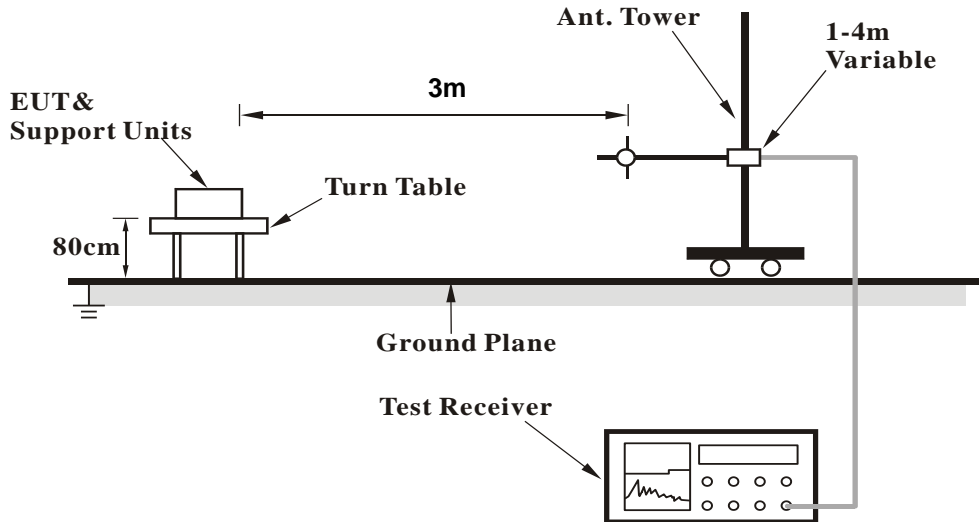 Ant. Tower
1-4m
Variable
3m
EUT&
Support Units
Turn Table
80cm
Ground Plane
Test Receiver